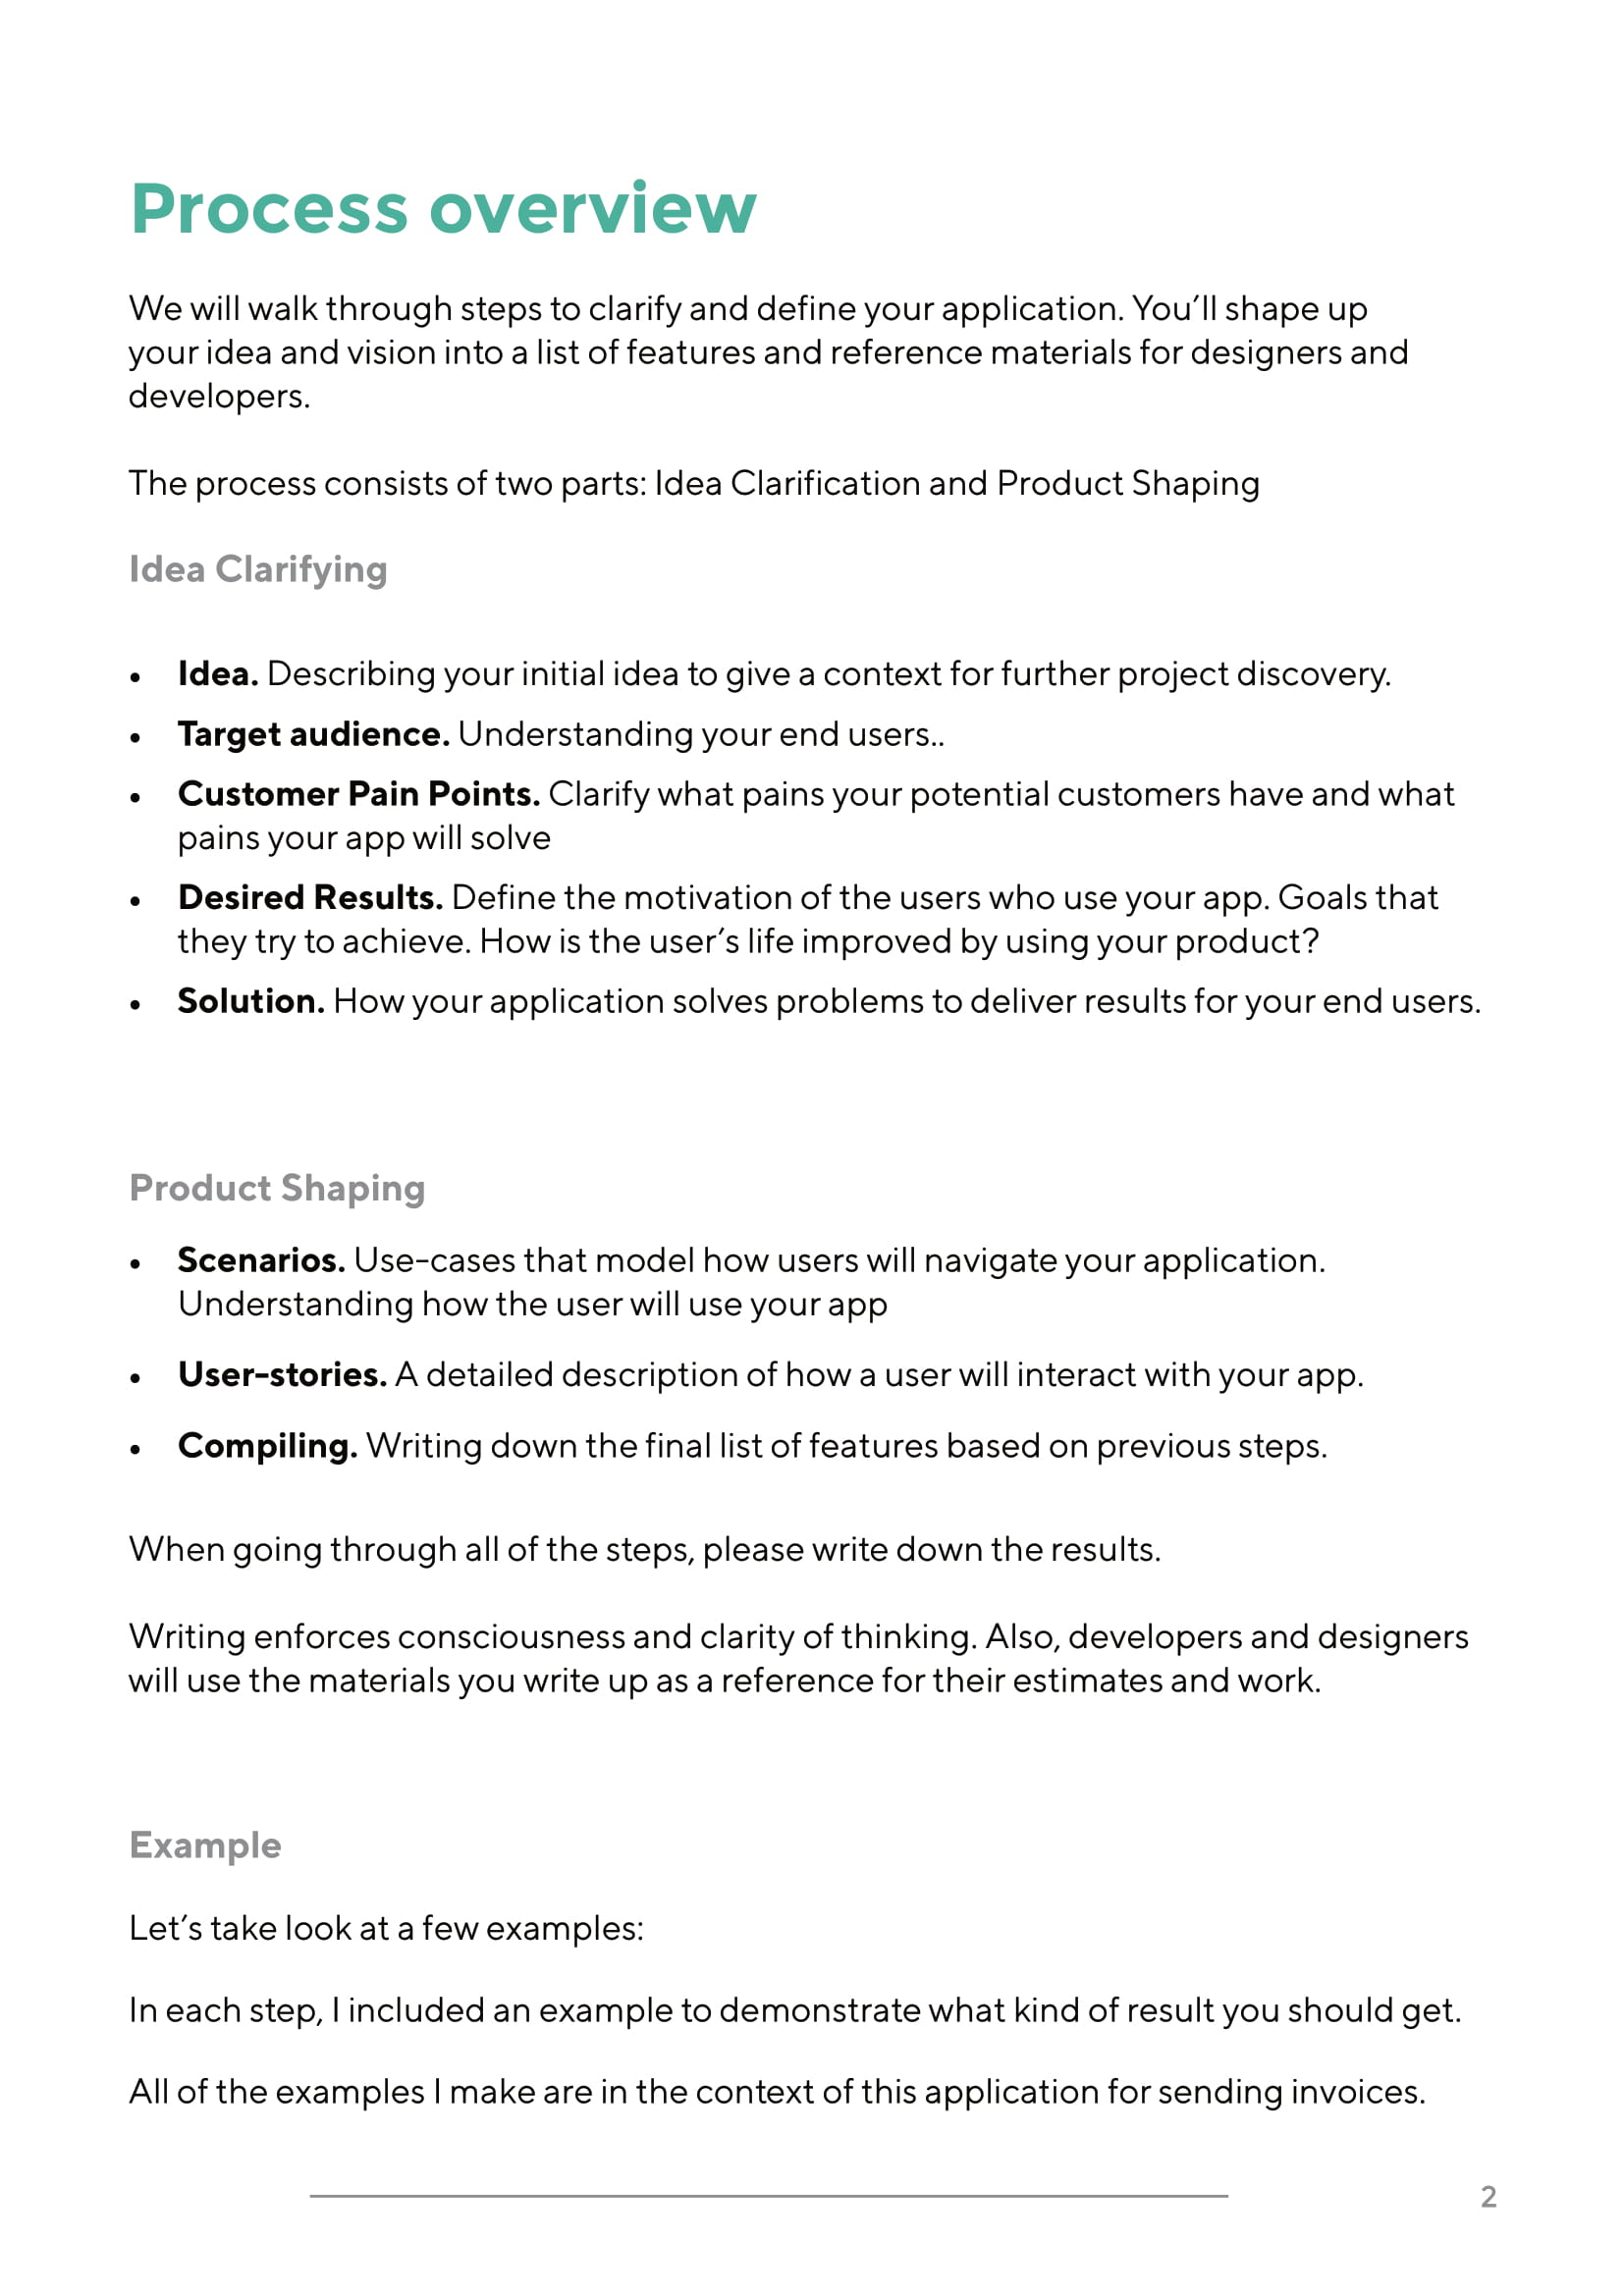 Process overview
We will walk through steps to clarify and define your application. You’ll shape up
your idea and vision into a list of features and reference materials for designers and
developers.
The process consists of two parts: Idea Clarification and Product Shaping
Idea Clarifying
• Idea. Describing your initial idea to give a context for further project discovery.
• Target audience. Understanding your end users..
• Customer Pain Points. Clarify what pains your potential customers have and what
pains your app will solve
• Desired Results. Define the motivation of the users who use your app. Goals that
they try to achieve. How is the user’s life improved by using your product?
• Solution. How your application solves problems to deliver results for your end users.
Product Shaping
• Scenarios. Use-cases that model how users will navigate your application.
Understanding how the user will use your app
• User-stories. A detailed description of how a user will interact with your app.
• Compiling. Writing down the final list of features based on previous steps.
When going through all of the steps, please write down the results.
Writing enforces consciousness and clarity of thinking. Also, developers and designers
will use the materials you write up as a reference for their estimates and work.
Example
Let’s take look at a few examples:
In each step, I included an example to demonstrate what kind of result you should get.
All of the examples I make are in the context of this application for sending invoices.
2